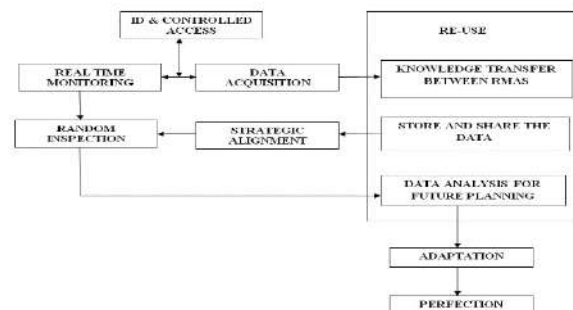 ID & CONTROLLED
ACCESS
RE-USE
REAL TIME
MONITORING
DATA
ACQUISITION
KNOWLEDGE TRANSFER
BETWEEN RMAS
RANDOM
INSPECTION
STRATEGIC
ALIGNMENT
STORE AND SHARE THE
DATA
DATA ANALYSIS FOR
FUTURE PLANNING
ADAPTATION
PERFECTION